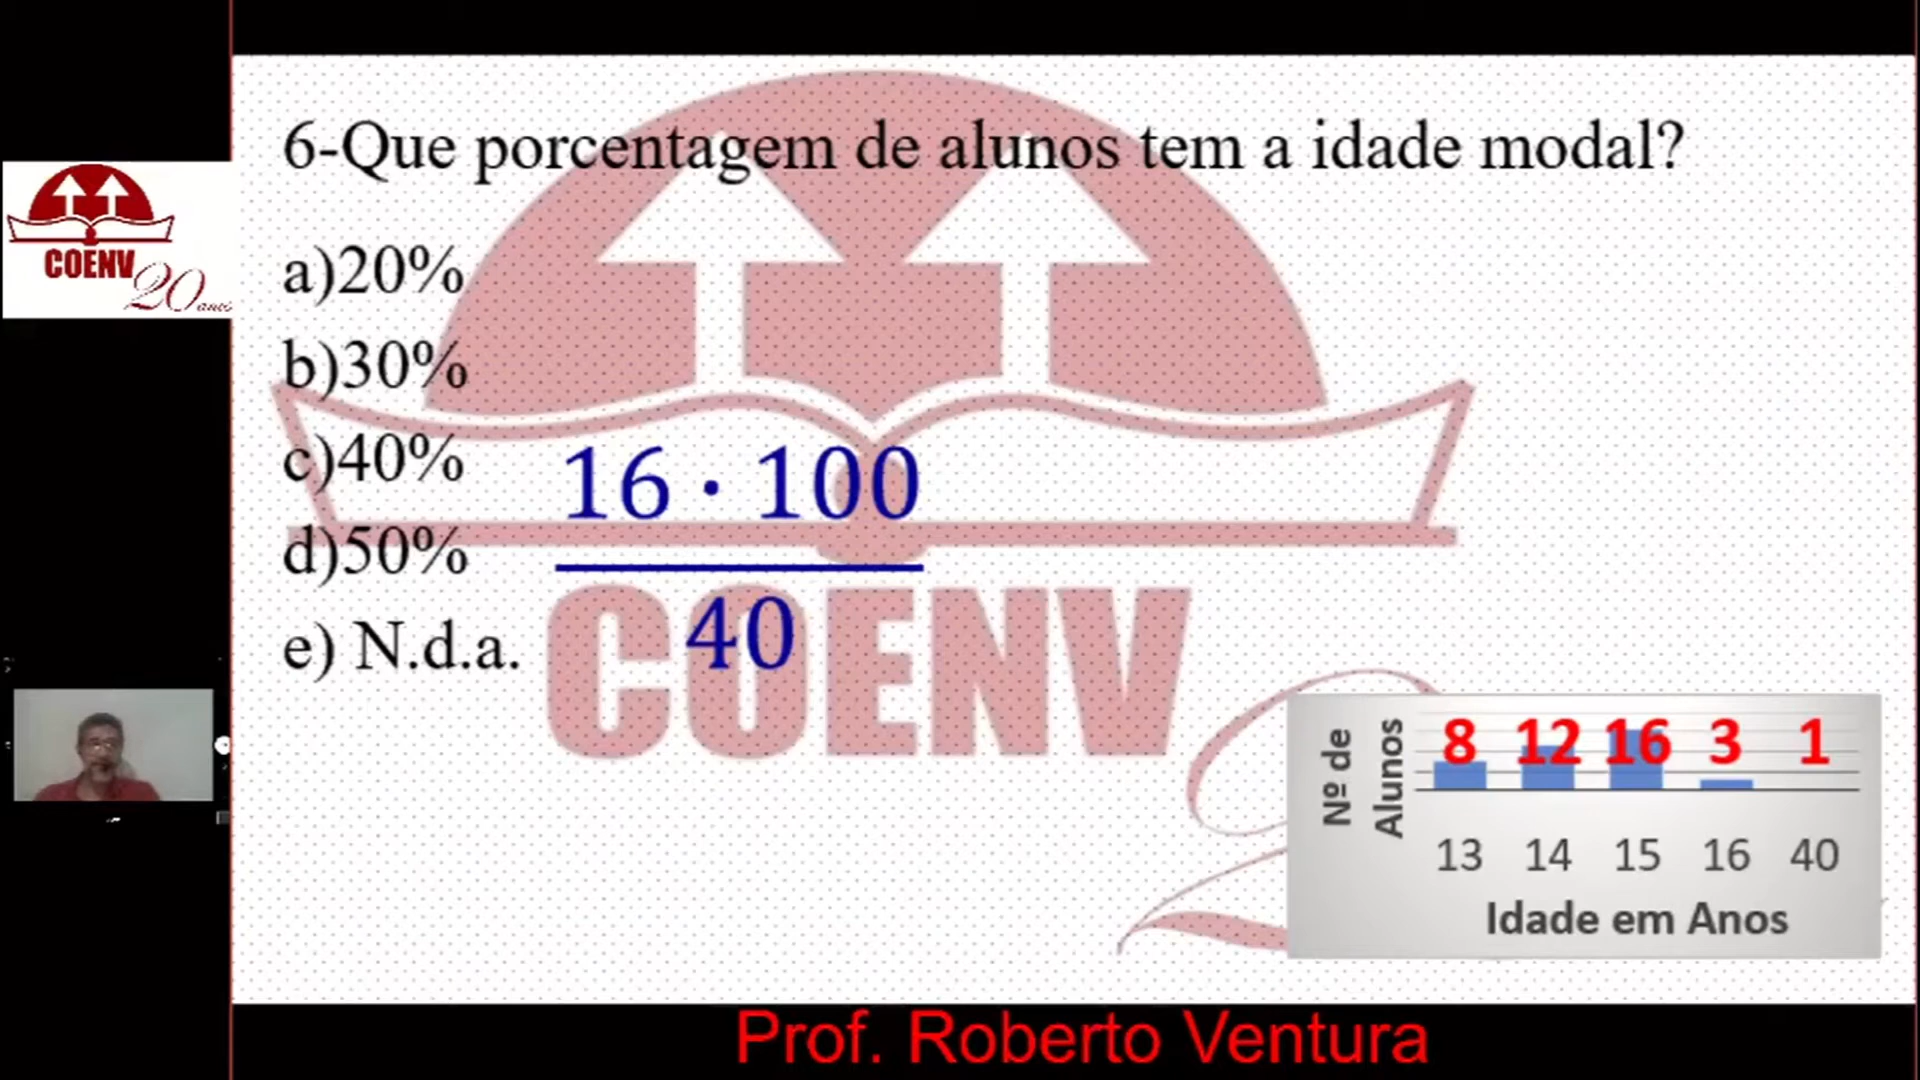 6-Que porcentagem de alunos tem a idade modal?
COENV
20 anos
a)20%
b)30%
c)40%
d)50%
e) N.d.a.
16 · 100
40
COENV
Nº de
Alunos
8 12 16 3 1
13 14 15 16 40
Idade em Anos
Prof. Roberto Ventura